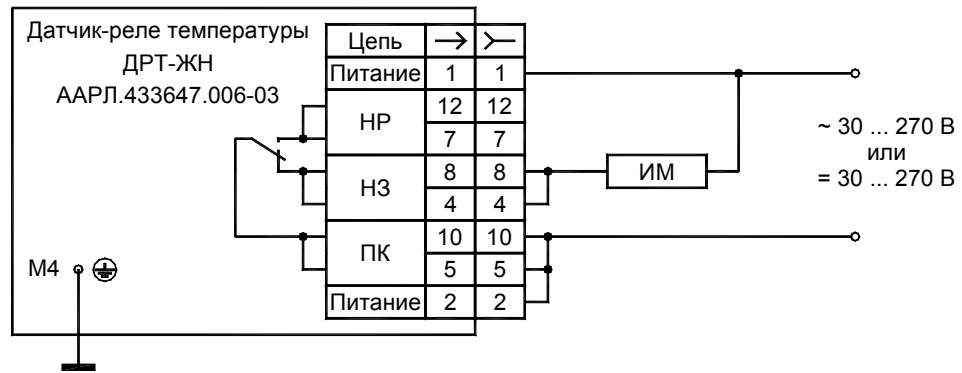 Датчик-реле температуры
ДРТ-ЖН
ААРЛ.433647.006-03
Цепь
Питание 1 1
НР 12 12
7 7
НЗ 8 8
4 4
ПК 10 10
5 5
Питание 2 2
ИМ
~ 30 ... 270 В
или
= 30 ... 270 В
М4